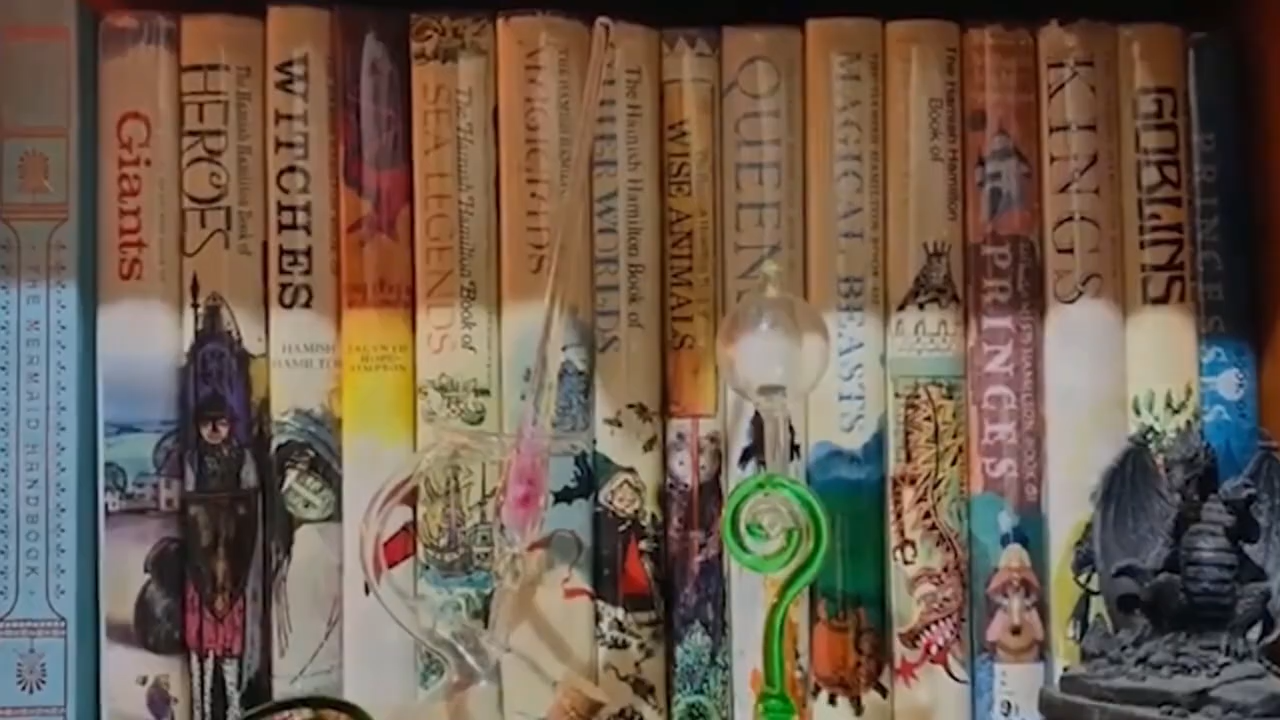 THE MERMAID HANDBOOK
Giants
The Hamish Hamilton Book of
HEROES
WITCHES
HAMISH
HAMILTON
JACYNTH
HOPE-
SIMPSON
The Hamish Hamilton Book of
SEA LEGENDS
The Hamish Hamilton Book of
OTHER WORLDS
WISE ANIMALS
QUEENS
MAGICAL BEASTS
The Hamish Hamilton
Book of
PRINCES
KINGS
GOBLINS